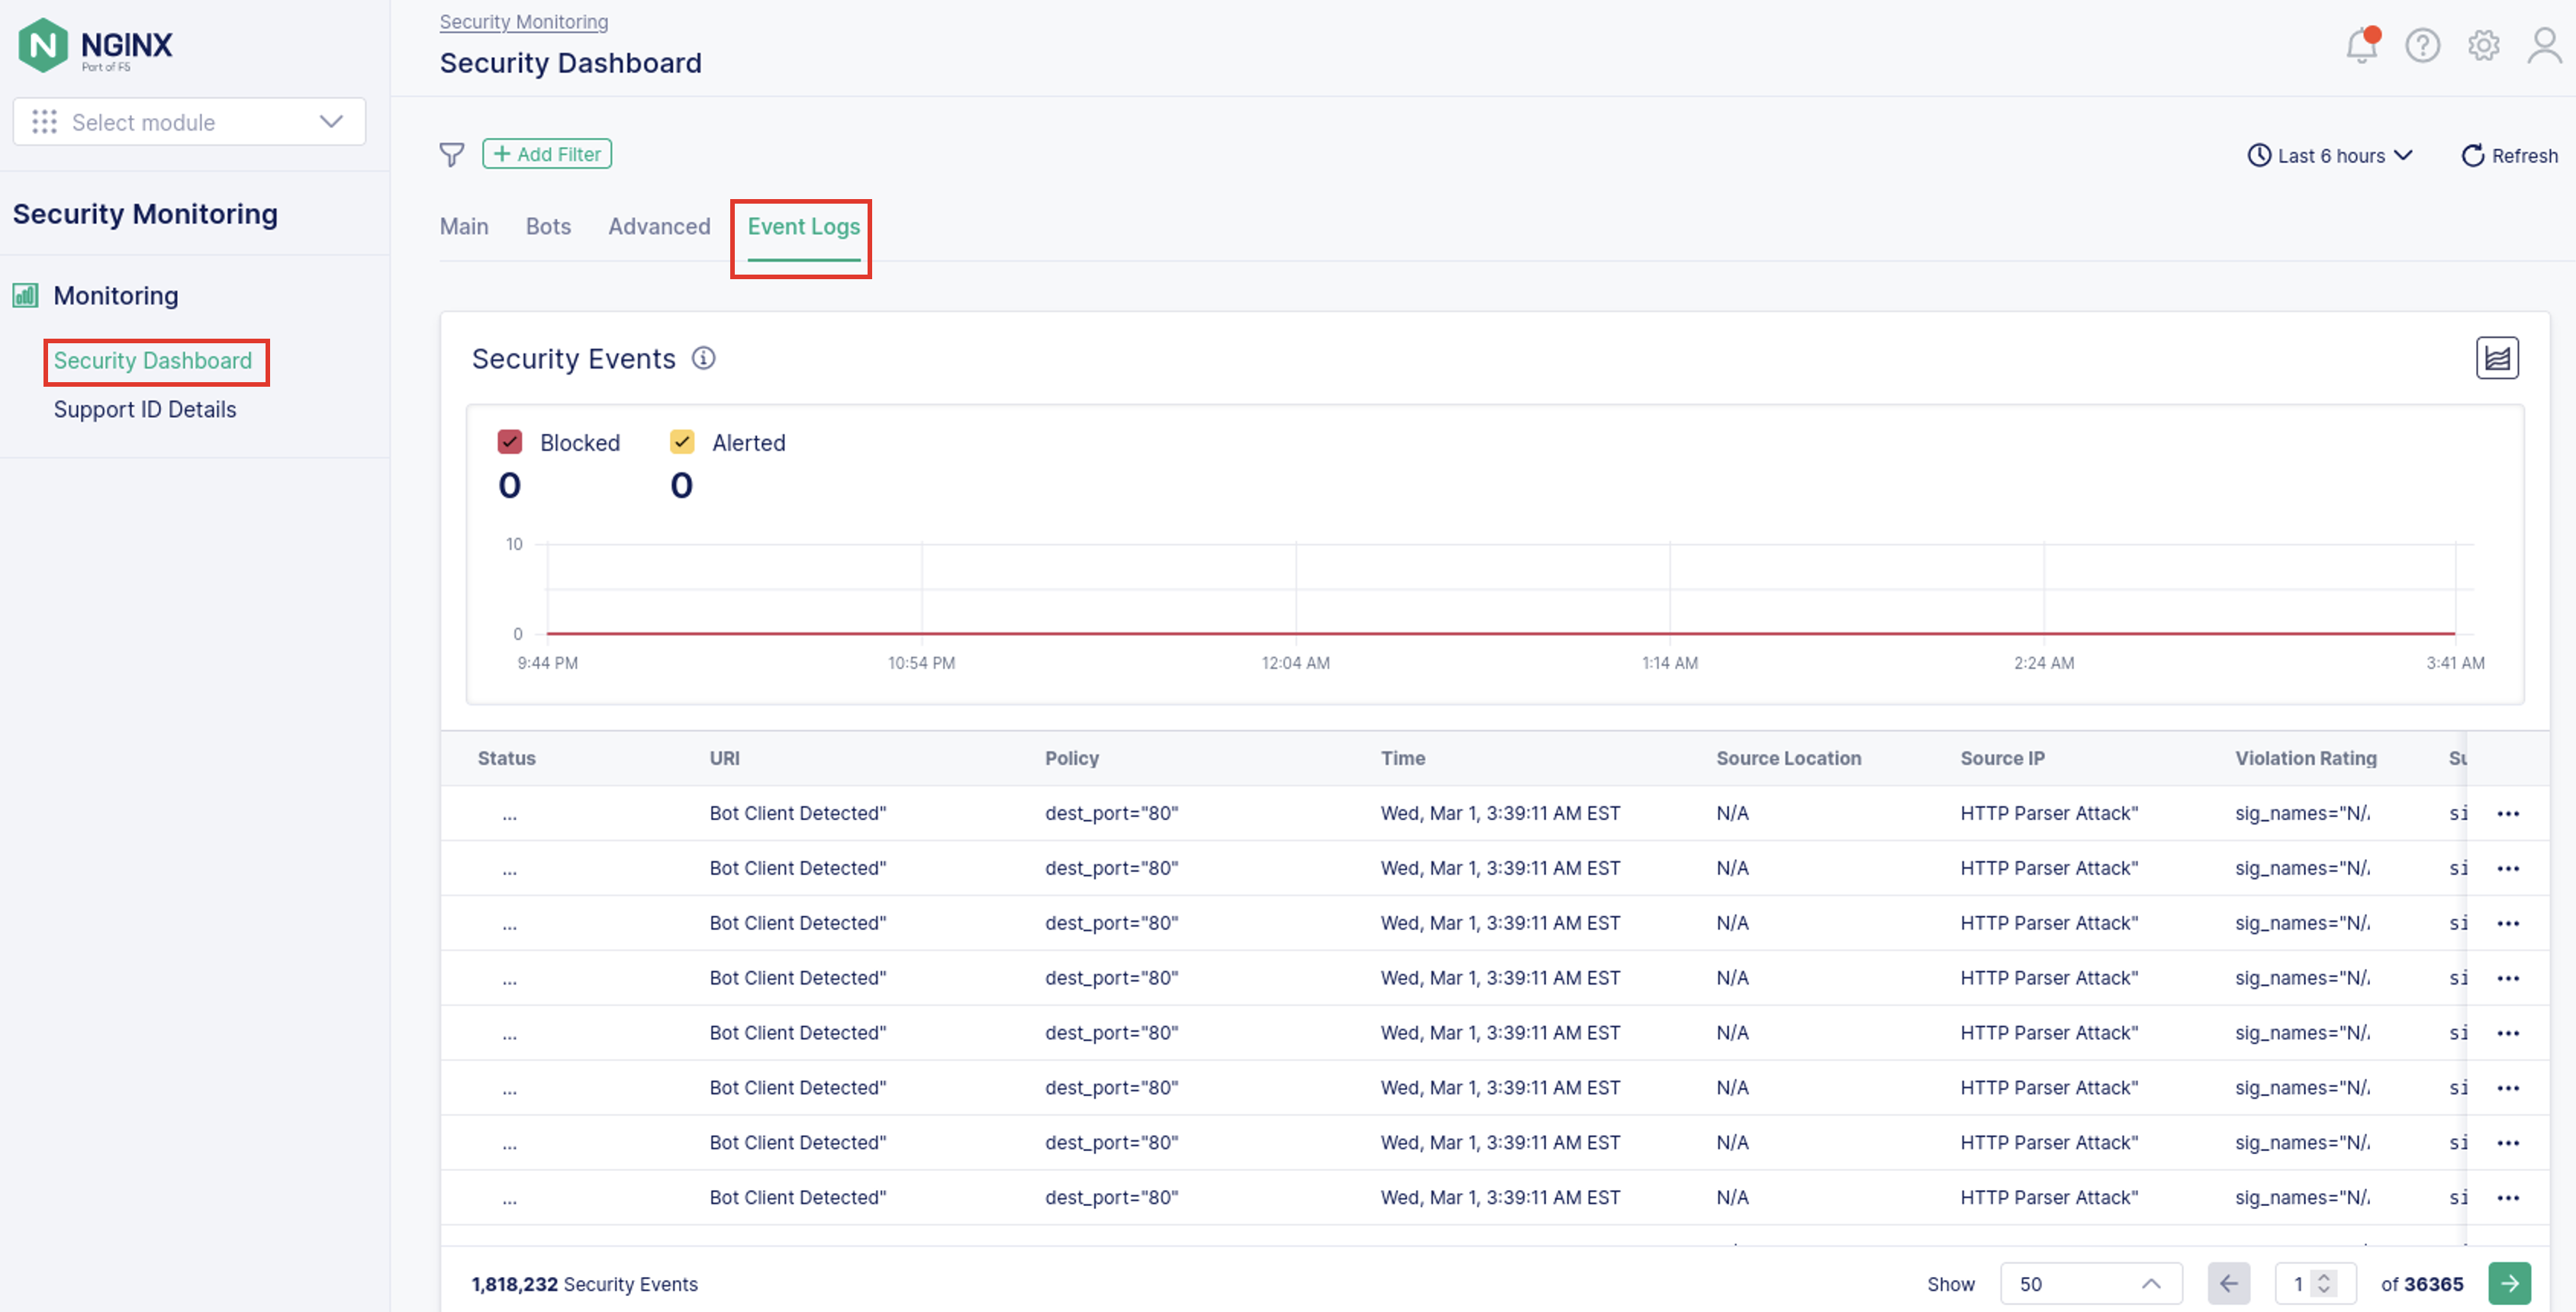 NGINX
Part of F5
Select module
Security Monitoring
Monitoring
Security Dashboard
Support ID Details
Security Monitoring
Security Dashboard
+ Add Filter
Last 6 hours
Refresh
Main Bots Advanced Event Logs
Security Events
Blocked Alerted
0 0
10
0
9:44 PM 10:54 PM 12:04 AM 1:14 AM 2:24 AM 3:41 AM
Status URI Policy Time Source Location Source IP Violation Rating
... Bot Client Detected" dest_port="80" Wed, Mar 1, 3:39:11 AM EST N/A HTTP Parser Attack" sig_names="N/ si ...
... Bot Client Detected" dest_port="80" Wed, Mar 1, 3:39:11 AM EST N/A HTTP Parser Attack" sig_names="N/ si ...
... Bot Client Detected" dest_port="80" Wed, Mar 1, 3:39:11 AM EST N/A HTTP Parser Attack" sig_names="N/ si ...
... Bot Client Detected" dest_port="80" Wed, Mar 1, 3:39:11 AM EST N/A HTTP Parser Attack" sig_names="N/ si ...
... Bot Client Detected" dest_port="80" Wed, Mar 1, 3:39:11 AM EST N/A HTTP Parser Attack" sig_names="N/ si ...
... Bot Client Detected" dest_port="80" Wed, Mar 1, 3:39:11 AM EST N/A HTTP Parser Attack" sig_names="N/ si ...
... Bot Client Detected" dest_port="80" Wed, Mar 1, 3:39:11 AM EST N/A HTTP Parser Attack" sig_names="N/ si ...
... Bot Client Detected" dest_port="80" Wed, Mar 1, 3:39:11 AM EST N/A HTTP Parser Attack" sig_names="N/ si ...
1,818,232 Security Events
Show 50 1 of 36365